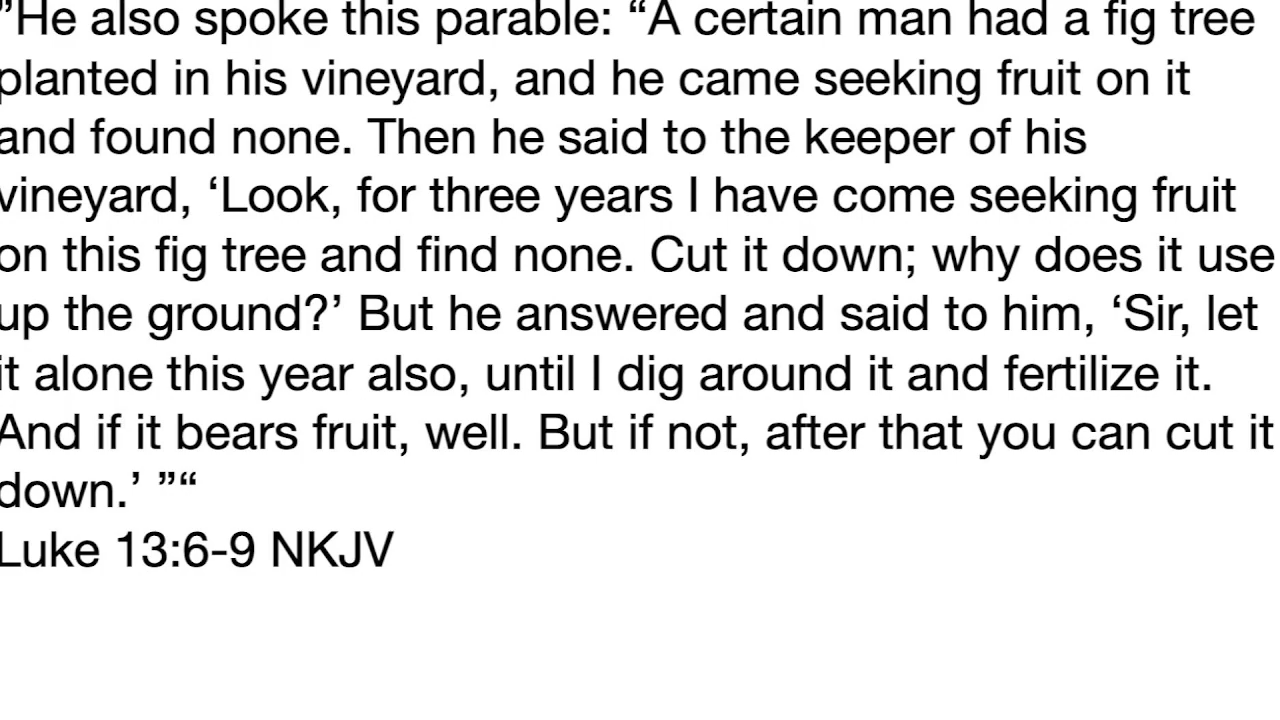 ”He also spoke this parable: “A certain man had a fig tree
planted in his vineyard, and he came seeking fruit on it
and found none. Then he said to the keeper of his
vineyard, ‘Look, for three years I have come seeking fruit
on this fig tree and find none. Cut it down; why does it use
up the ground?’ But he answered and said to him, ‘Sir, let
it alone this year also, until I dig around it and fertilize it.
And if it bears fruit, well. But if not, after that you can cut it
down.’ ”“
Luke 13:6-9 NKJV